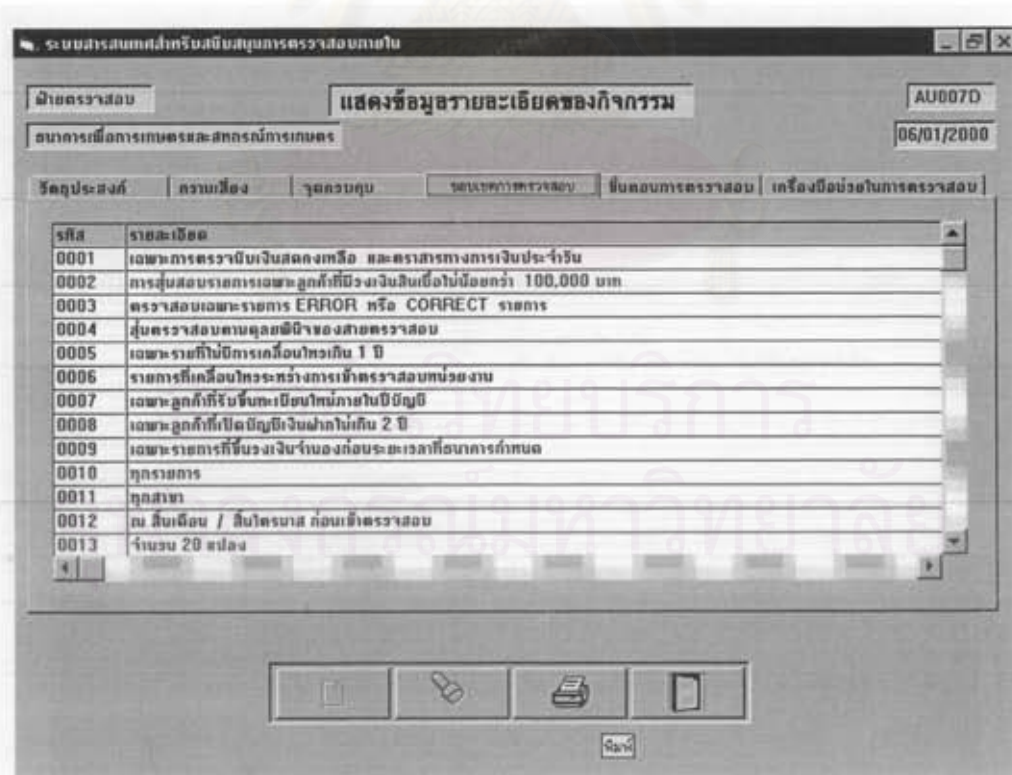 ระบบสารสนเทศสำหรับสนับสนุนการตรวจสอบภายใน
ฝ่ายตรวจสอบ แสดงข้อมูลรายละเอียดของกิจกรรม AU007D
ธนาคารเพื่อการเกษตรและสหกรณ์การเกษตร 06/01/2000
วัตถุประสงค์ ความเสี่ยง จุดควบคุม ขอบเขตการตรวจสอบ ขั้นตอนการตรวจสอบ เครื่องมือช่วยในการตรวจสอบ
รหัส รายละเอียด
0001 เฉพาะการตรวจนับเงินสดคงเหลือ และตราสารทางการเงินประจำวัน
0002 การสุ่มสอบรายการเฉพาะลูกค้าที่มีวงเงินสินเชื่อไม่น้อยกว่า 100,000 บาท
0003 ตรวจสอบเฉพาะรายการ ERROR หรือ CORRECT รายการ
0004 สุ่มตรวจสอบตามดุลยพินิจของสายตรวจสอบ
0005 เฉพาะรายที่ไม่มีการเคลื่อนไหวเกิน 1 ปี
0006 รายการที่เคลื่อนไหวระหว่างการเข้าตรวจสอบหน่วยงาน
0007 เฉพาะลูกค้าที่รับขึ้นทะเบียนใหม่ภายในปีบัญชี
0008 เฉพาะลูกค้าที่เปิดบัญชีเงินฝากไม่เกิน 2 ปี
0009 เฉพาะรายการที่ขึ้นวงเงินจำนองก่อนระยะเวลาที่ธนาคารกำหนด
0010 ทุกรายการ
0011 ทุกสาขา
0012 ณ สิ้นเดือน / สิ้นไตรมาส ก่อนเข้าตรวจสอบ
0013 จำนวน 20 แปลง
พิมพ์